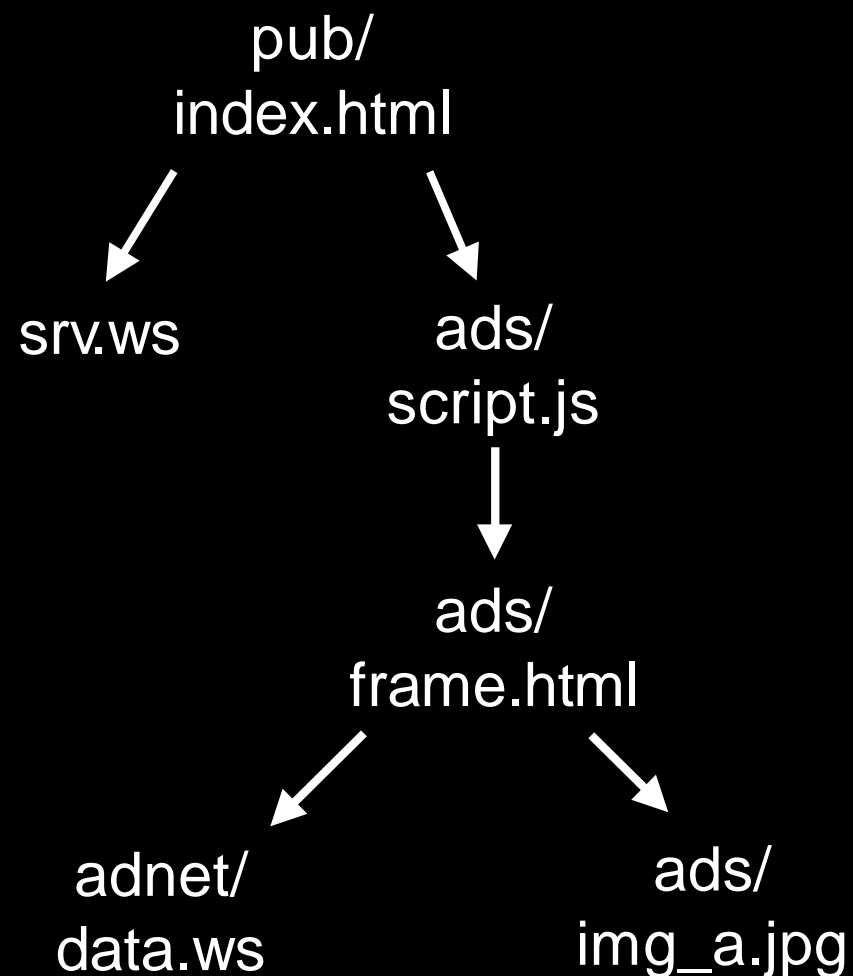 pub/
index.html
srv.ws
ads/
script.js
ads/
frame.html
adnet/
data.ws
ads/
img_a.jpg